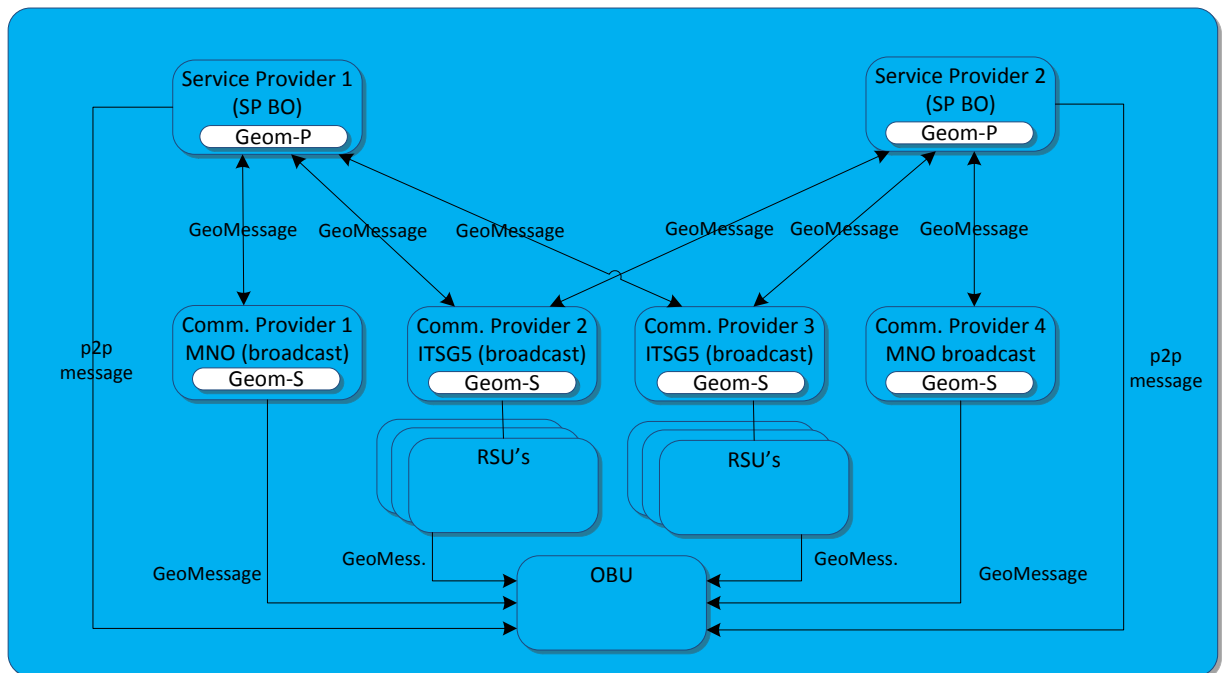 Service Provider 1
(SP BO)
Geom-P
Service Provider 2
(SP BO)
Geom-P
GeoMessage
GeoMessage
GeoMessage
GeoMessage
GeoMessage
GeoMessage
Comm. Provider 1
MNO (broadcast)
Geom-S
Comm. Provider 2
ITSG5 (broadcast)
Geom-S
Comm. Provider 3
ITSG5 (broadcast)
Geom-S
Comm. Provider 4
MNO broadcast
Geom-S
p2p
message
p2p
message
RSU's
RSU's
GeoMessage
GeoMess.
OBU
GeoMess.
GeoMessage